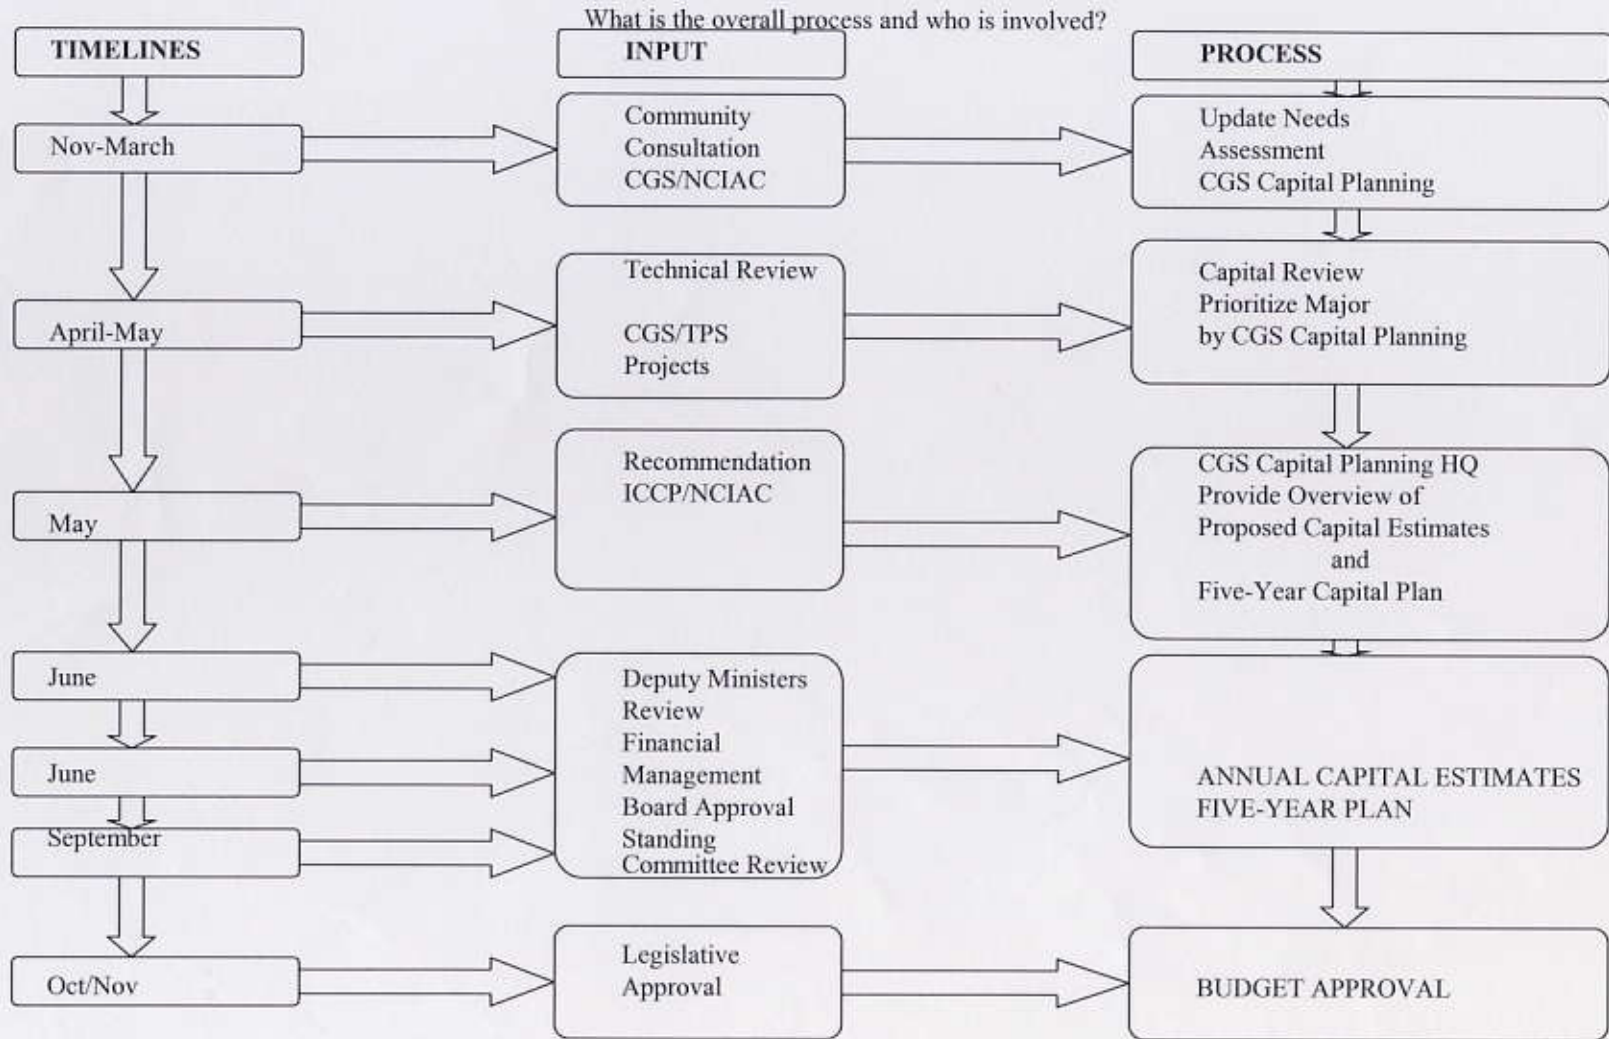 What is the overall process and who is involved?
TIMELINES
INPUT
PROCESS
Nov-March
Community
Consultation
CGS/NCIAC
Update Needs
Assessment
CGS Capital Planning
April-May
Technical Review
CGS/TPS
Projects
Capital Review
Prioritize Major
by CGS Capital Planning
May
Recommendation
ICCP/NCIAC
CGS Capital Planning HQ
Provide Overview of
Proposed Capital Estimates
and
Five-Year Capital Plan
June
June
September
Deputy Ministers
Review
Financial
Management
Board Approval
Standing
Committee Review
ANNUAL CAPITAL ESTIMATES
FIVE-YEAR PLAN
Oct/Nov
Legislative
Approval
BUDGET APPROVAL